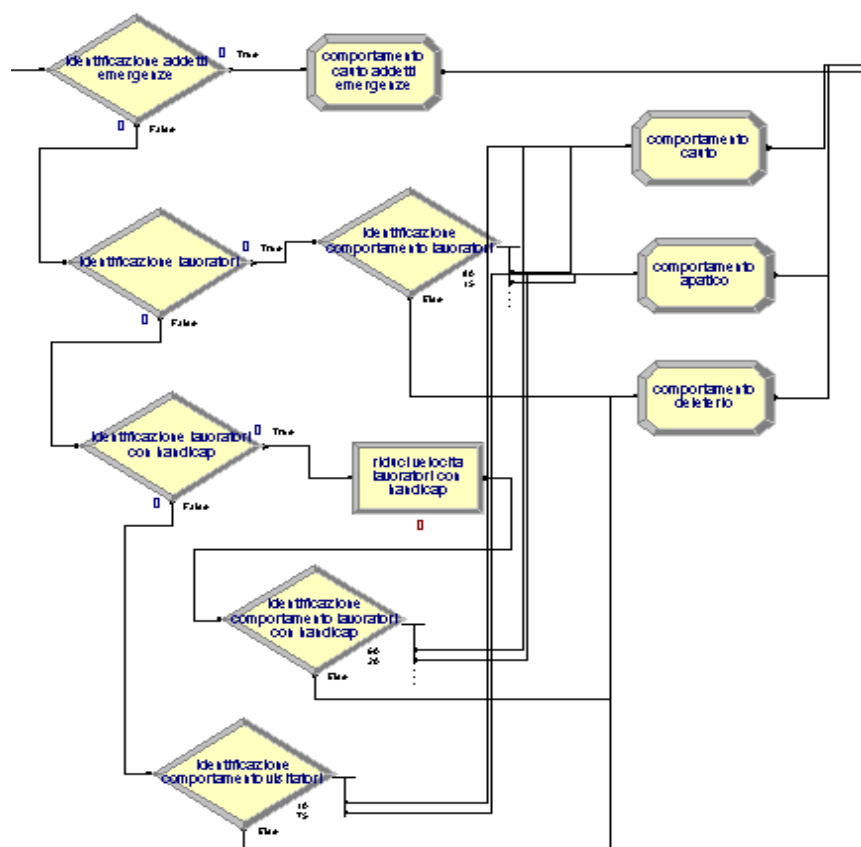 Identificazione addetti
emergenze
0
True
0
False
comportamento
cauto addetti
emergenze
comportamento
cauto
Identificazione lavoratori
0
True
0
False
Identificazione
comportamento lavoratori
Else
comportamento
apatico
comportamento
deleterio
Identificazione lavoratori
con handicap
0
True
0
False
riduci velocita
lavoratori con
handicap
0
Identificazione
comportamento lavoratori
con handicap
Else
Identificazione
comportamento visitatori
Else